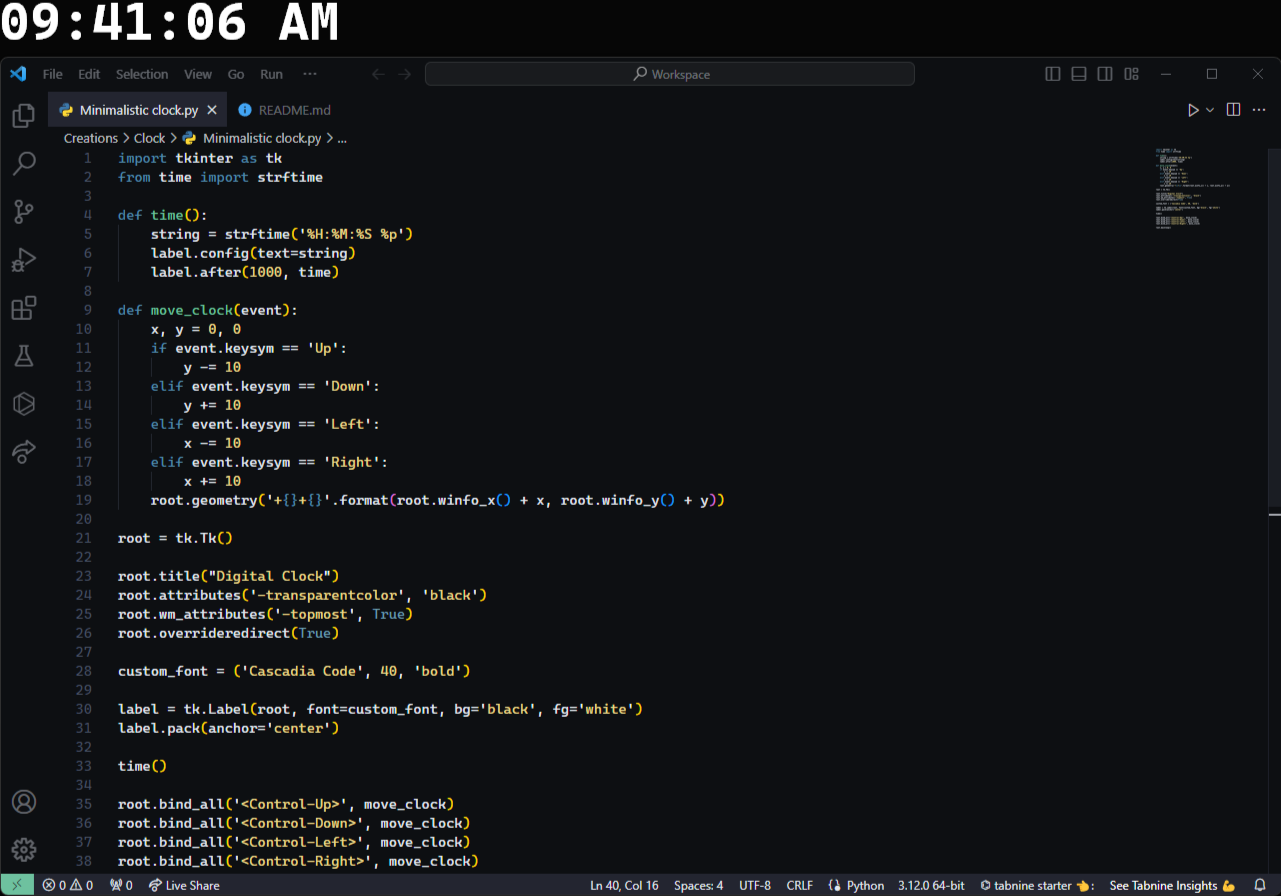 09:41:06 AM
File Edit Selection View Go Run ··· Workspace
Minimalistic clock.py README.md
Creations > Clock > Minimalistic clock.py > ...
1 import tkinter as tk
2 from time import strftime
3
4 def time():
5     string = strftime('%H:%M:%S %p')
6     label.config(text=string)
7     label.after(1000, time)
8
9 def move_clock(event):
10     x, y = 0, 0
11     if event.keysym == 'Up':
12         y -= 10
13     elif event.keysym == 'Down':
14         y += 10
15     elif event.keysym == 'Left':
16         x -= 10
17     elif event.keysym == 'Right':
18         x += 10
19     root.geometry('+{}+{}'.format(root.winfo_x() + x, root.winfo_y() + y))
20
21 root = tk.Tk()
22
23 root.title("Digital Clock")
24 root.attributes('-transparentcolor', 'black')
25 root.wm_attributes('-topmost', True)
26 root.overrideredirect(True)
27
28 custom_font = ('Cascadia Code', 40, 'bold')
29
30 label = tk.Label(root, font=custom_font, bg='black', fg='white')
31 label.pack(anchor='center')
32
33 time()
34
35 root.bind_all('<Control-Up>', move_clock)
36 root.bind_all('<Control-Down>', move_clock)
37 root.bind_all('<Control-Left>', move_clock)
38 root.bind_all('<Control-Right>', move_clock)
0 0 0 Live Share Ln 40, Col 16 Spaces: 4 UTF-8 CRLF Python 3.12.0 64-bit tabnine starter 👈: See Tabnine Insights 💪